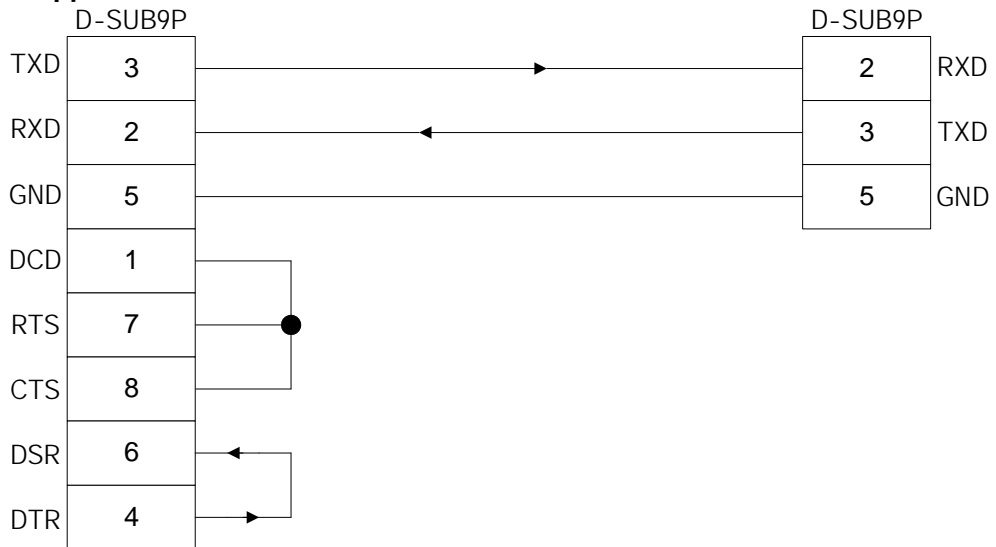 D-SUB9P D-SUB9P
TXD 3 2 RXD
RXD 2 3 TXD
GND 5 5 GND
DCD 1
RTS 7
CTS 8
DSR 6
DTR 4